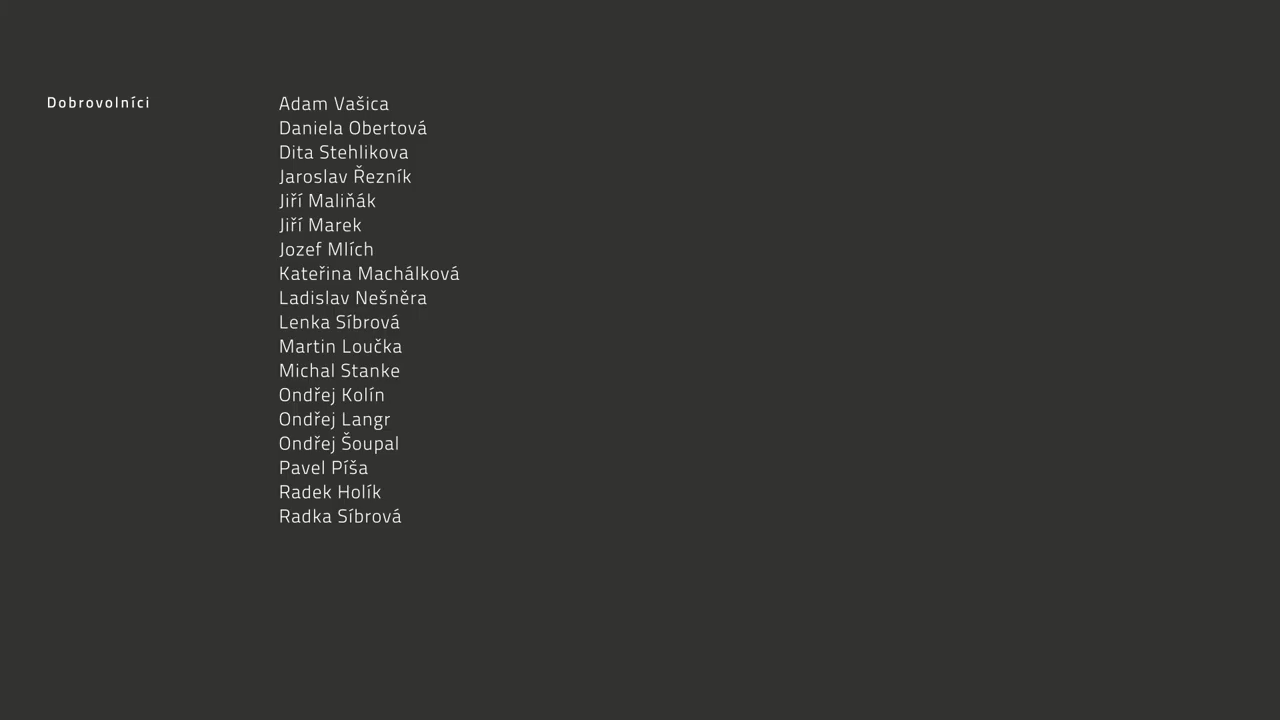 Dobrovolníci
Adam Vašica
Daniela Obertová
Dita Stehlikova
Jaroslav Řezník
Jiří Maliňák
Jiří Marek
Jozef Mlích
Kateřina Machálková
Ladislav Nešněra
Lenka Síbrová
Martin Loučka
Michal Stanke
Ondřej Kolín
Ondřej Langr
Ondřej Šoupal
Pavel Píša
Radek Holík
Radka Síbrová